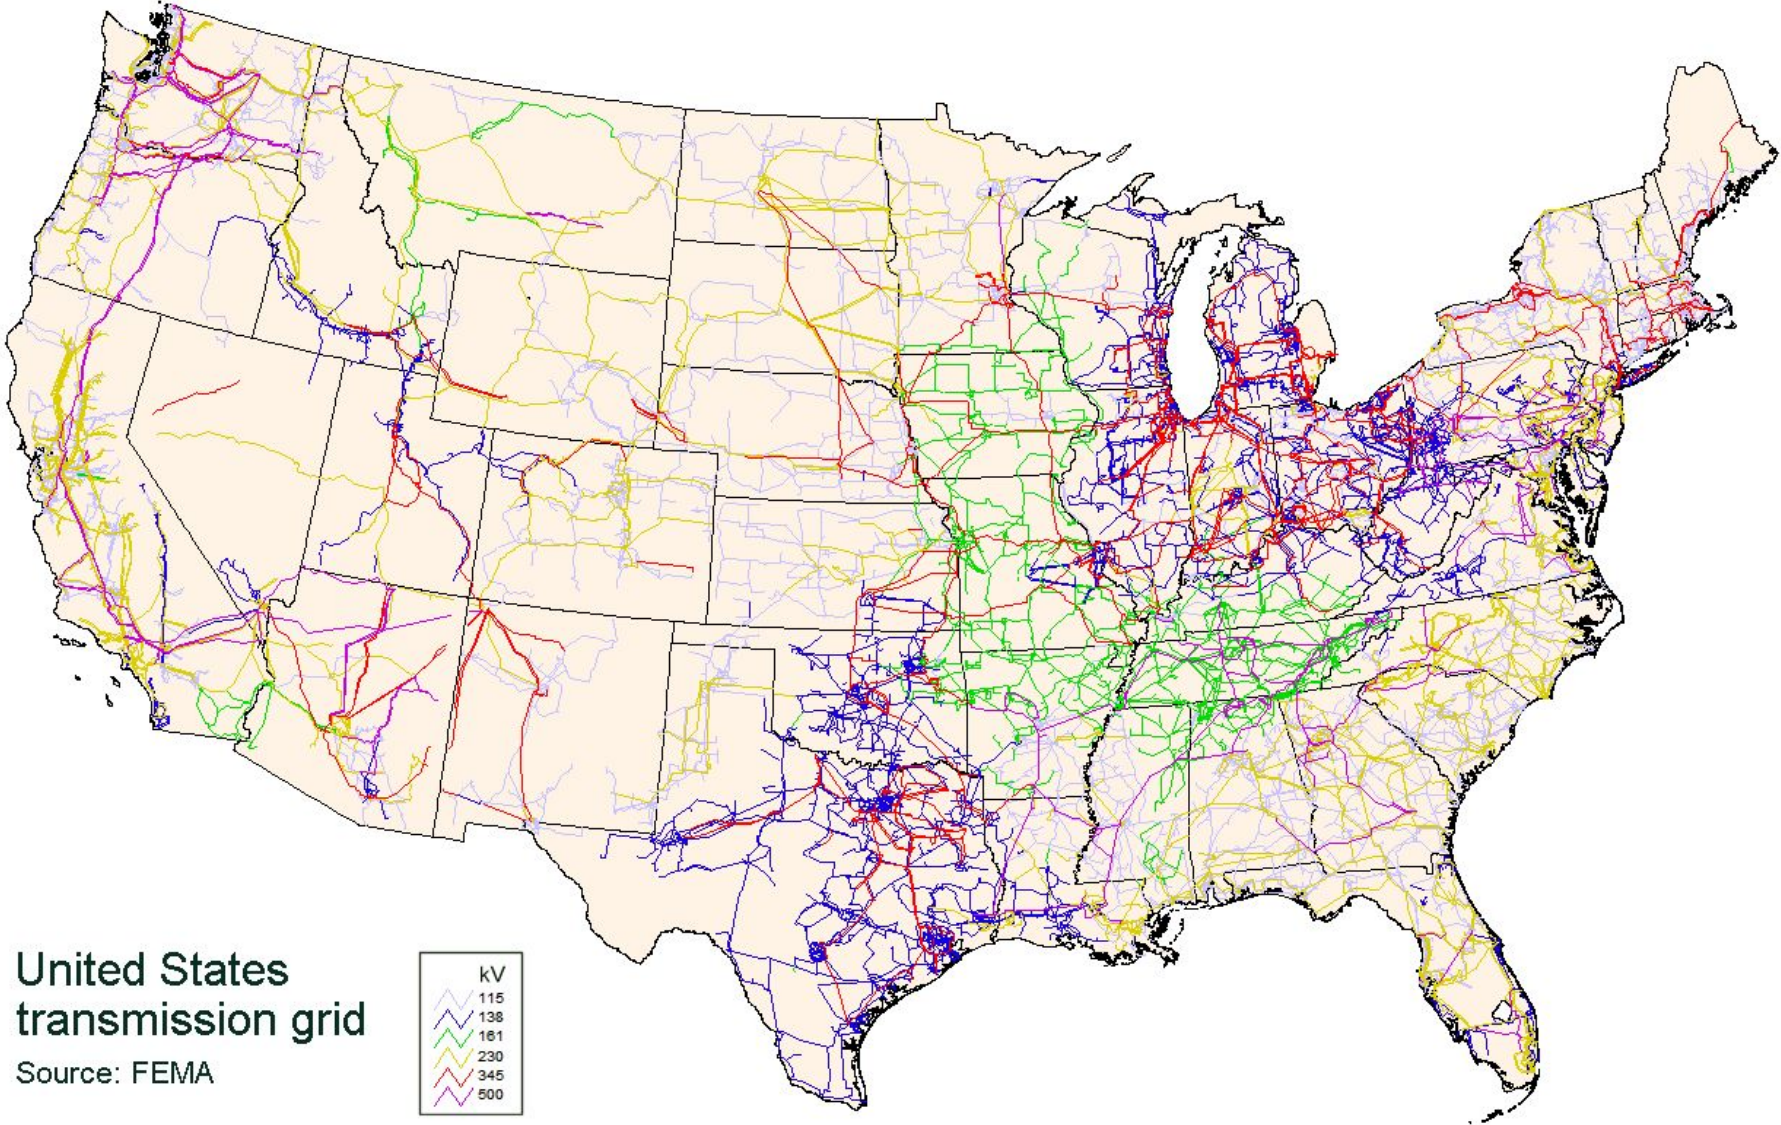 United States
transmission grid
Source: FEMA
kV
115
138
161
230
345
500